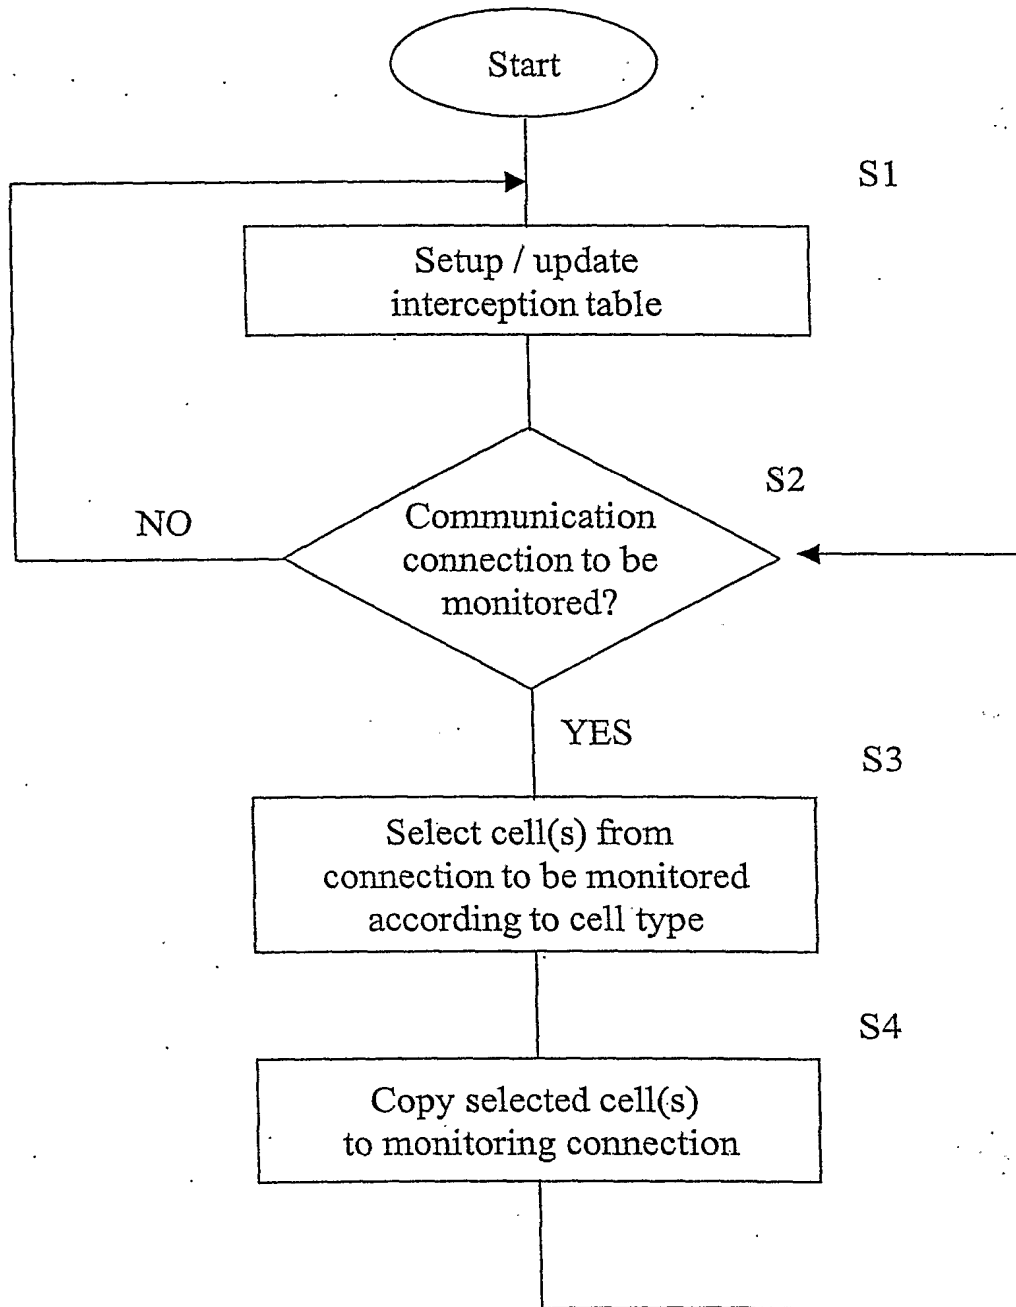 Start
S1
Setup / update
interception table
S2
NO
Communication
connection to be
monitored?
YES
S3
Select cell(s) from
connection to be monitored
according to cell type
S4
Copy selected cell(s)
to monitoring connection